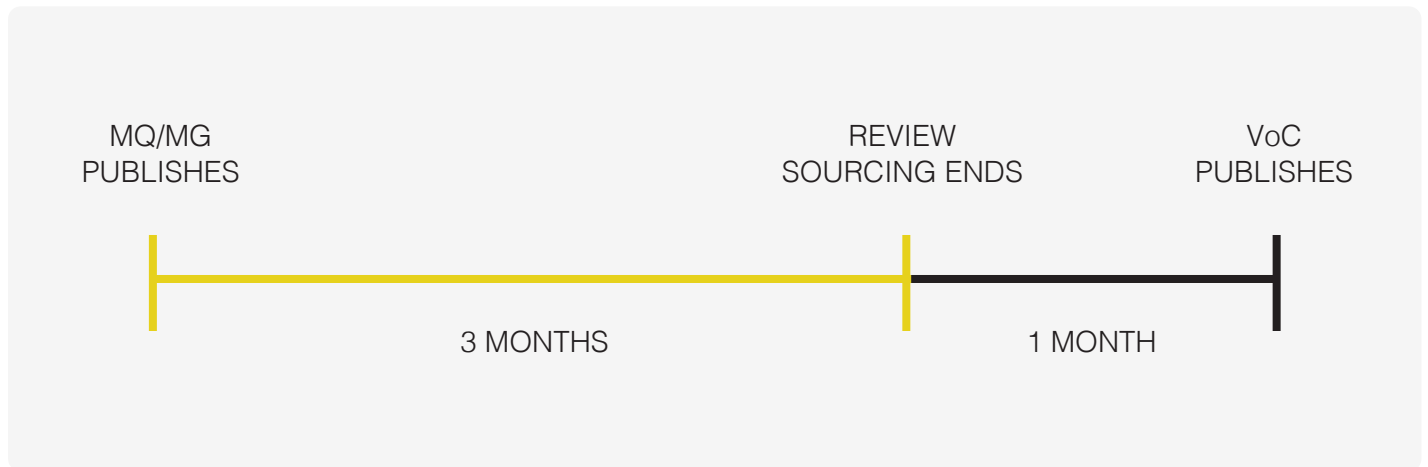 MQ/MG
PUBLISHES
REVIEW
SOURCING ENDS
VoC
PUBLISHES
3 MONTHS
1 MONTH